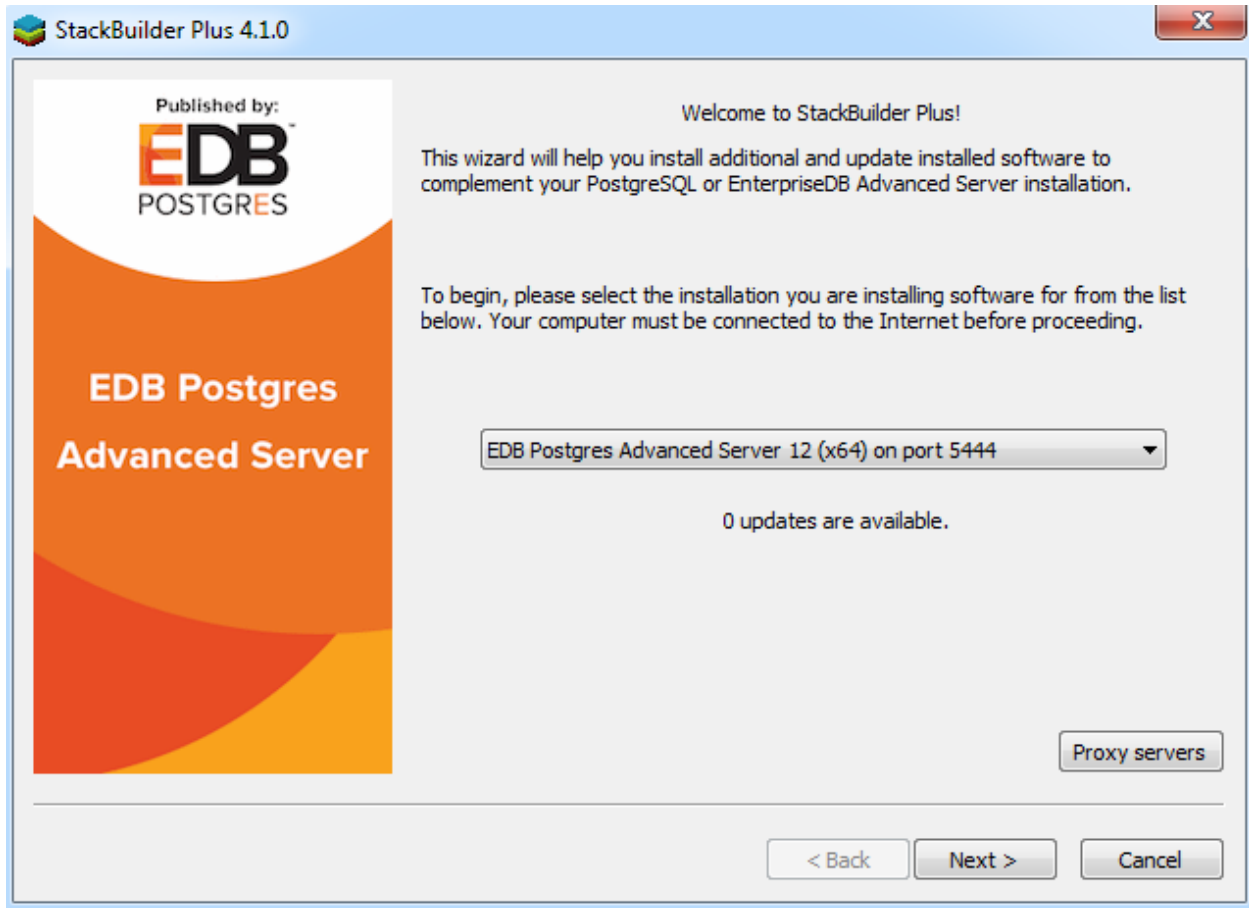 StackBuilder Plus 4.1.0
Published by:
EDB™
POSTGRES
EDB Postgres
Advanced Server
Welcome to StackBuilder Plus!
This wizard will help you install additional and update installed software to
complement your PostgreSQL or EnterpriseDB Advanced Server installation.
To begin, please select the installation you are installing software for from the list
below. Your computer must be connected to the Internet before proceeding.
EDB Postgres Advanced Server 12 (x64) on port 5444
0 updates are available.
Proxy servers
< Back
Next >
Cancel